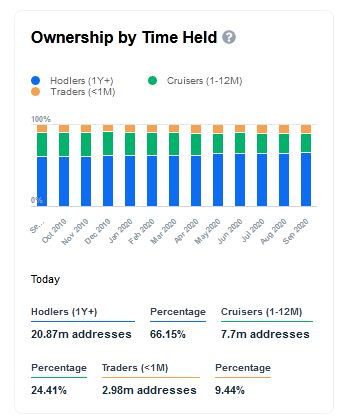 Ownership by Time Held ?
Hodlers (1Y+) Cruisers (1-12M)
Traders (<1M)
100%
0%
Se... Oct 2019 Nov 2019 Dec 2019 Jan 2020 Feb 2020 Mar 2020 Apr 2020 May 2020 Jun 2020 Jul 2020 Aug 2020 Sep 2020
Today
Hodlers (1Y+) Percentage Cruisers (1-12M)
20.87m addresses 66.15% 7.7m addresses
Percentage Traders (<1M) Percentage
24.41% 2.98m addresses 9.44%